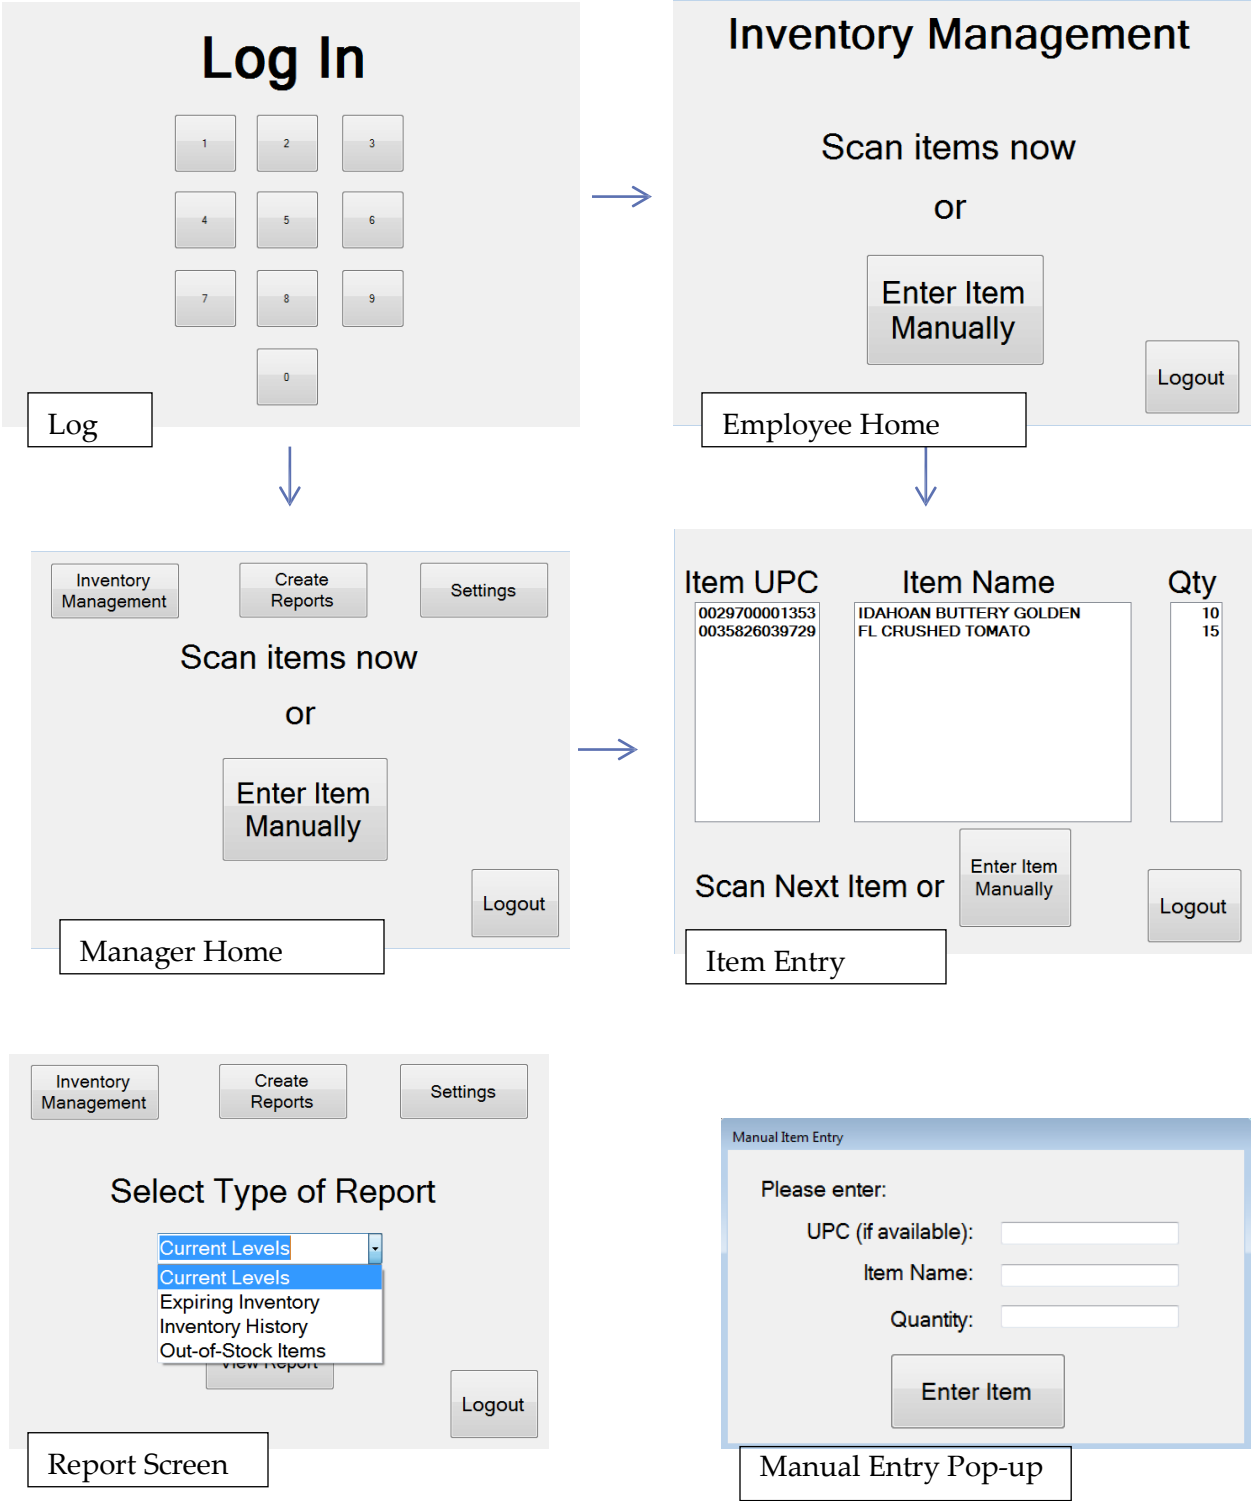 Log In
1
2
3
4
5
6
7
8
9
0
Log
Inventory Management
Scan items now
or
Enter Item
Manually
Logout
Employee Home
Inventory
Management
Create
Reports
Settings
Scan items now
or
Enter Item
Manually
Logout
Manager Home
Item UPC
Item Name
Qty
0029700001353
IDAHOAN BUTTERY GOLDEN
10
0035826039729
FL CRUSHED TOMATO
15
Scan Next Item or
Enter Item
Manually
Logout
Item Entry
Inventory
Management
Create
Reports
Settings
Select Type of Report
Current Levels
Current Levels
Expiring Inventory
Inventory History
Out-of-Stock Items
View Report
Logout
Report Screen
Manual Item Entry
Please enter:
UPC (if available):
Item Name:
Quantity:
Enter Item
Manual Entry Pop-up